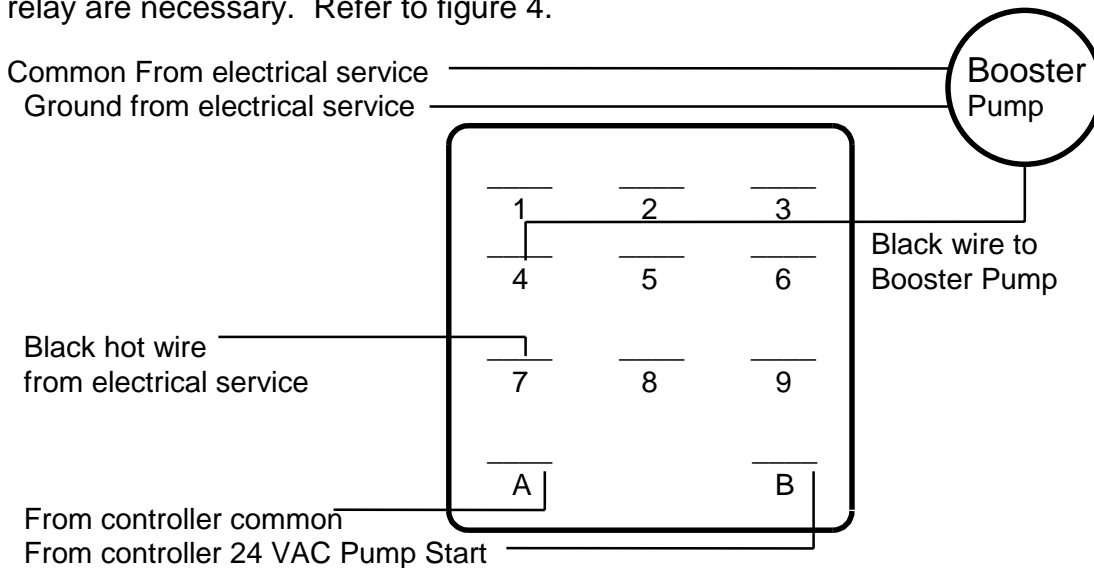 relay are necessary.  Refer to figure 4.
Common From electrical service
Booster
Ground from electrical service
Pump
1 2 3
Black wire to
4 5 6
Booster Pump
Black hot wire
from electrical service
7 8 9
A B
From controller common
From controller 24 VAC Pump Start